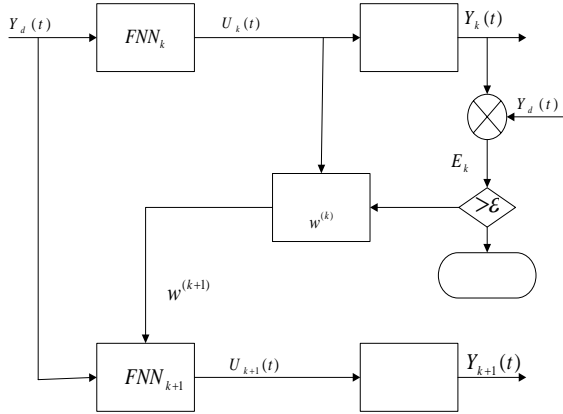 Y_d(t)
FNN_k
U_k(t)
Y_k(t)
Y_d(t)
E_k
>ε
w^(k)
w^(k+1)
FNN_{k+1}
U_{k+1}(t)
Y_{k+1}(t)